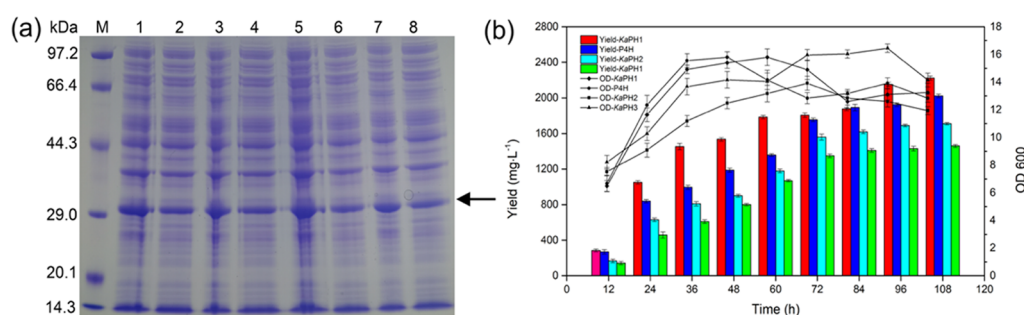 (a)
kDa M 1 2 3 4 5 6 7 8
97.2
66.4
44.3
29.0
20.1
14.3
(b)
Yield (mg·L⁻¹)
2800
2400
2000
1600
1200
800
400
0
Yield-KaPH1
Yield-P4H
Yield-KaPH2
Yield-KaPH1
OD-KaPH1
OD-P4H
OD-KaPH2
OD-KaPH3
18
16
14
12
10
8
6
4
2
0
OD 600
0 12 24 36 48 60 72 84 96 108 120
Time (h)